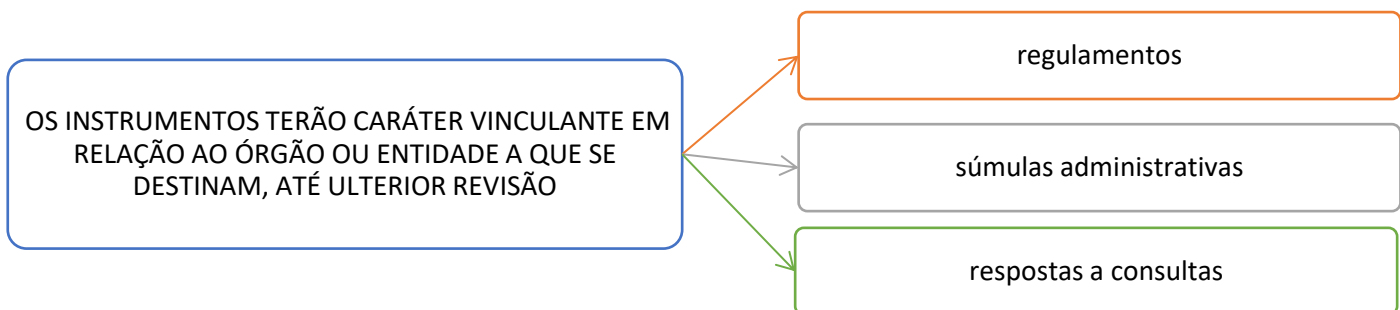 OS INSTRUMENTOS TERÃO CARÁTER VINCULANTE EM
RELAÇÃO AO ÓRGÃO OU ENTIDADE A QUE SE
DESTINAM, ATÉ ULTERIOR REVISÃO
regulamentos
súmulas administrativas
respostas a consultas